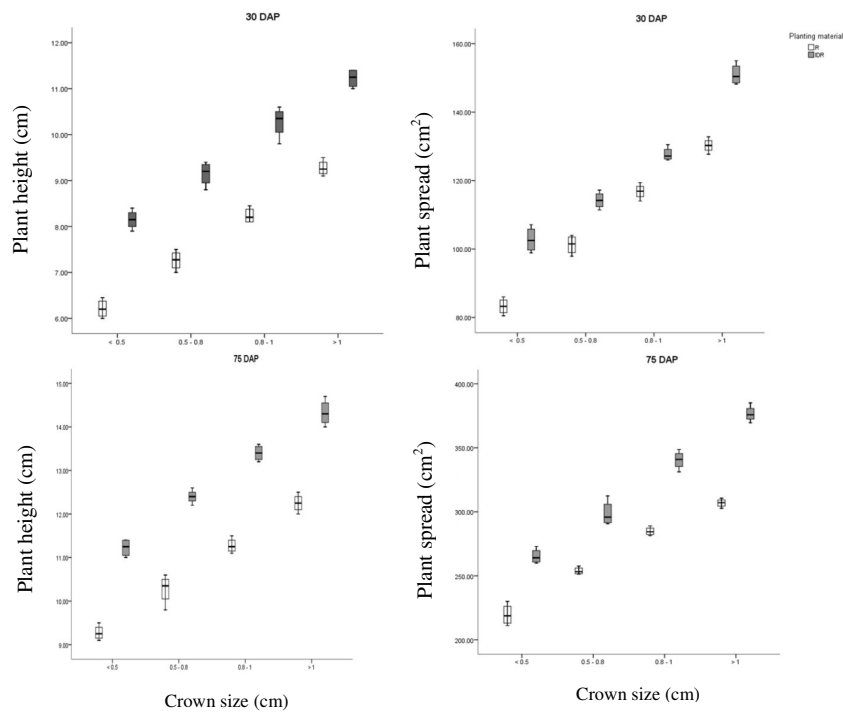 30 DAP
12.00
11.00
10.00
9.00
8.00
7.00
6.00
Plant height (cm)
< 0.5
0.5 - 0.8
0.8 - 1
> 1
30 DAP
160.00
140.00
120.00
100.00
80.00
Plant spread (cm²)
< 0.5
0.5 - 0.8
0.8 - 1
> 1
Planting material
R
IDR
75 DAP
15.00
14.00
13.00
12.00
11.00
10.00
9.00
Plant height (cm)
< 0.5
0.5 - 0.8
0.8 - 1
> 1
Crown size (cm)
75 DAP
400.00
350.00
300.00
250.00
200.00
Plant spread (cm²)
< 0.5
0.5 - 0.8
0.8 - 1
> 1
Crown size (cm)